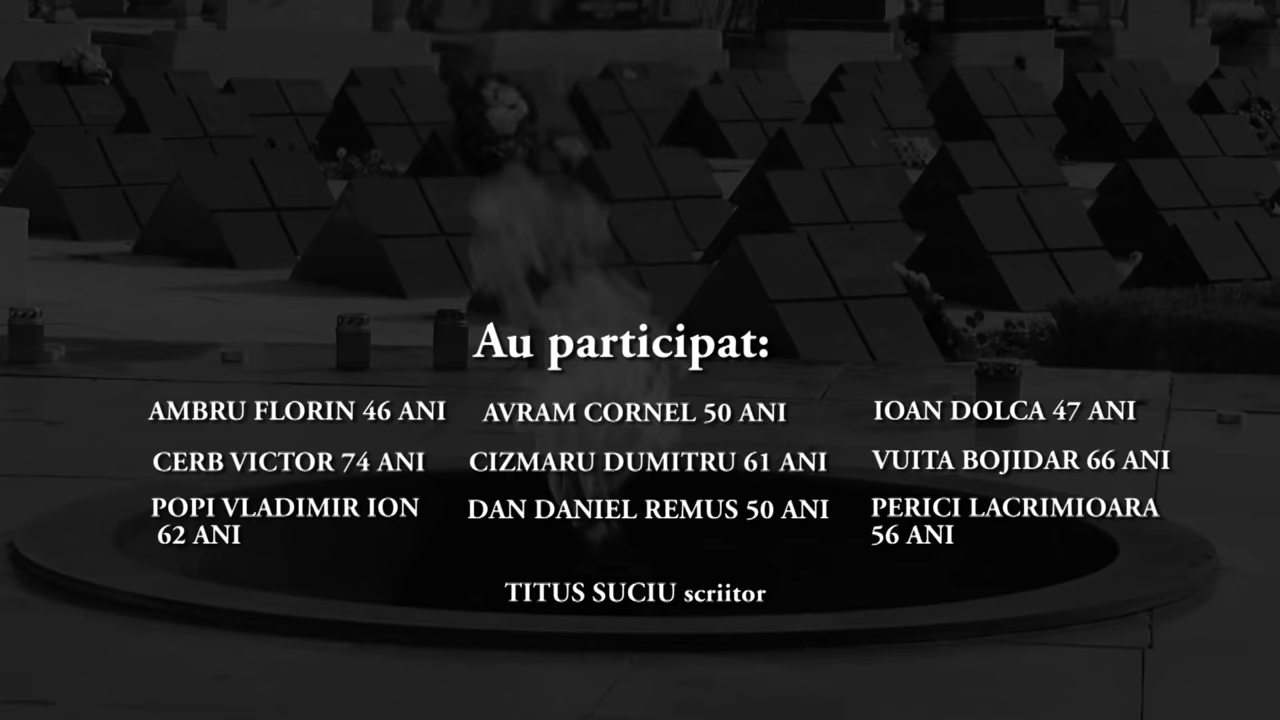 Au participat:
AMBRU FLORIN 46 ANI
AVRAM CORNEL 50 ANI
IOAN DOLCA 47 ANI
CERB VICTOR 74 ANI
CIZMARU DUMITRU 61 ANI
VUITA BOJIDAR 66 ANI
POPI VLADIMIR ION
62 ANI
DAN DANIEL REMUS 50 ANI
PERICI LACRIMIOARA
56 ANI
TITUS SUCIU scriitor